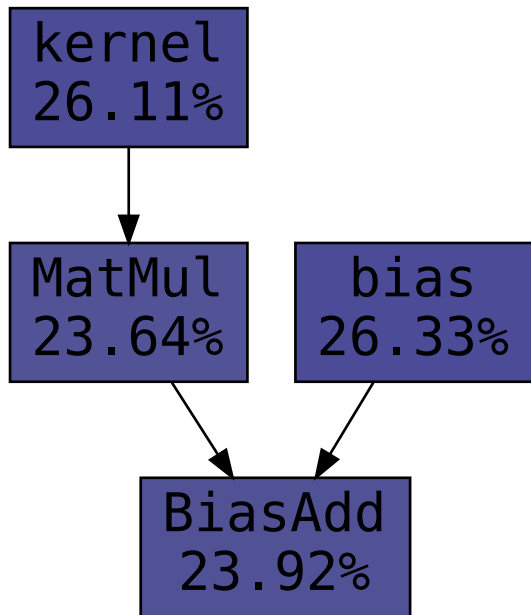 kernel
26.11%
MatMul
23.64%
bias
26.33%
BiasAdd
23.92%